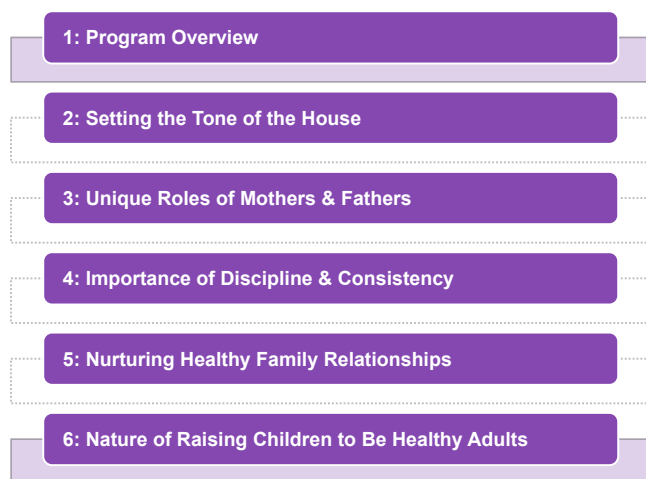 1: Program Overview
2: Setting the Tone of the House
3: Unique Roles of Mothers & Fathers
4: Importance of Discipline & Consistency
5: Nurturing Healthy Family Relationships
6: Nature of Raising Children to Be Healthy Adults